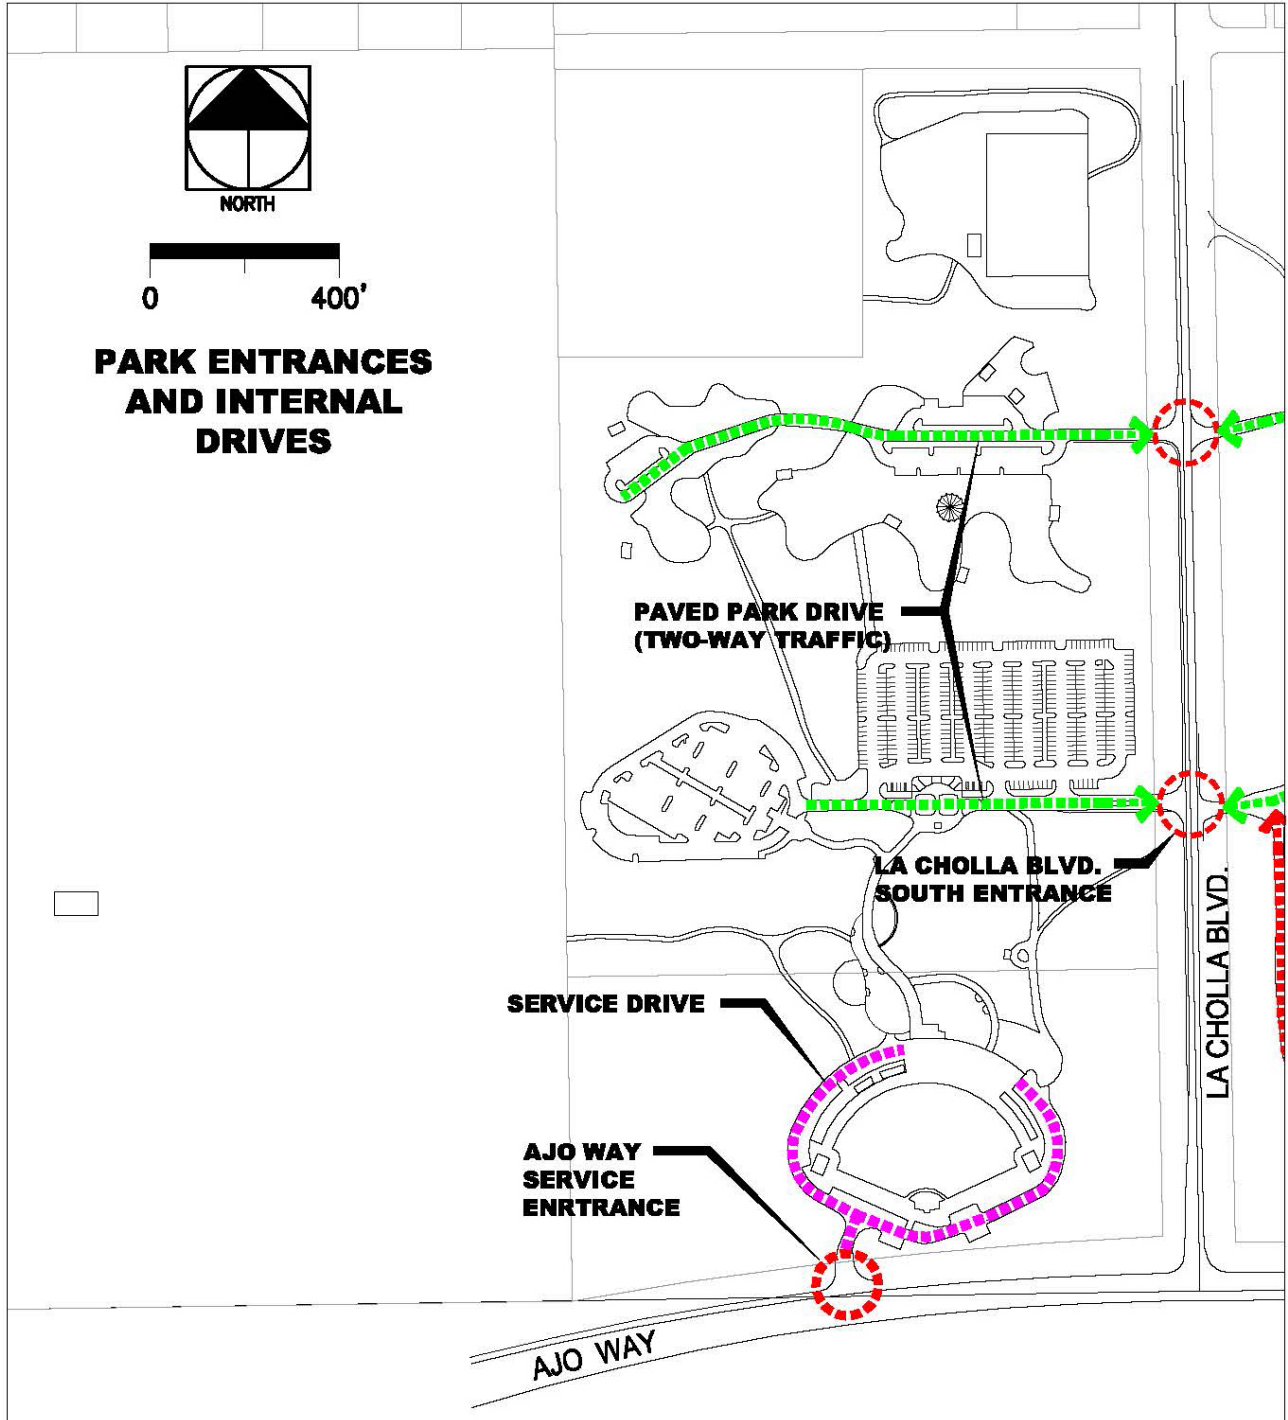 NORTH
0 400'
PARK ENTRANCES
AND INTERNAL
DRIVES
PAVED PARK DRIVE
(TWO-WAY TRAFFIC)
LA CHOLLA BLVD.
SOUTH ENTRANCE
LA CHOLLA BLVD.
SERVICE DRIVE
AJO WAY
SERVICE
ENRTRANCE
AJO WAY